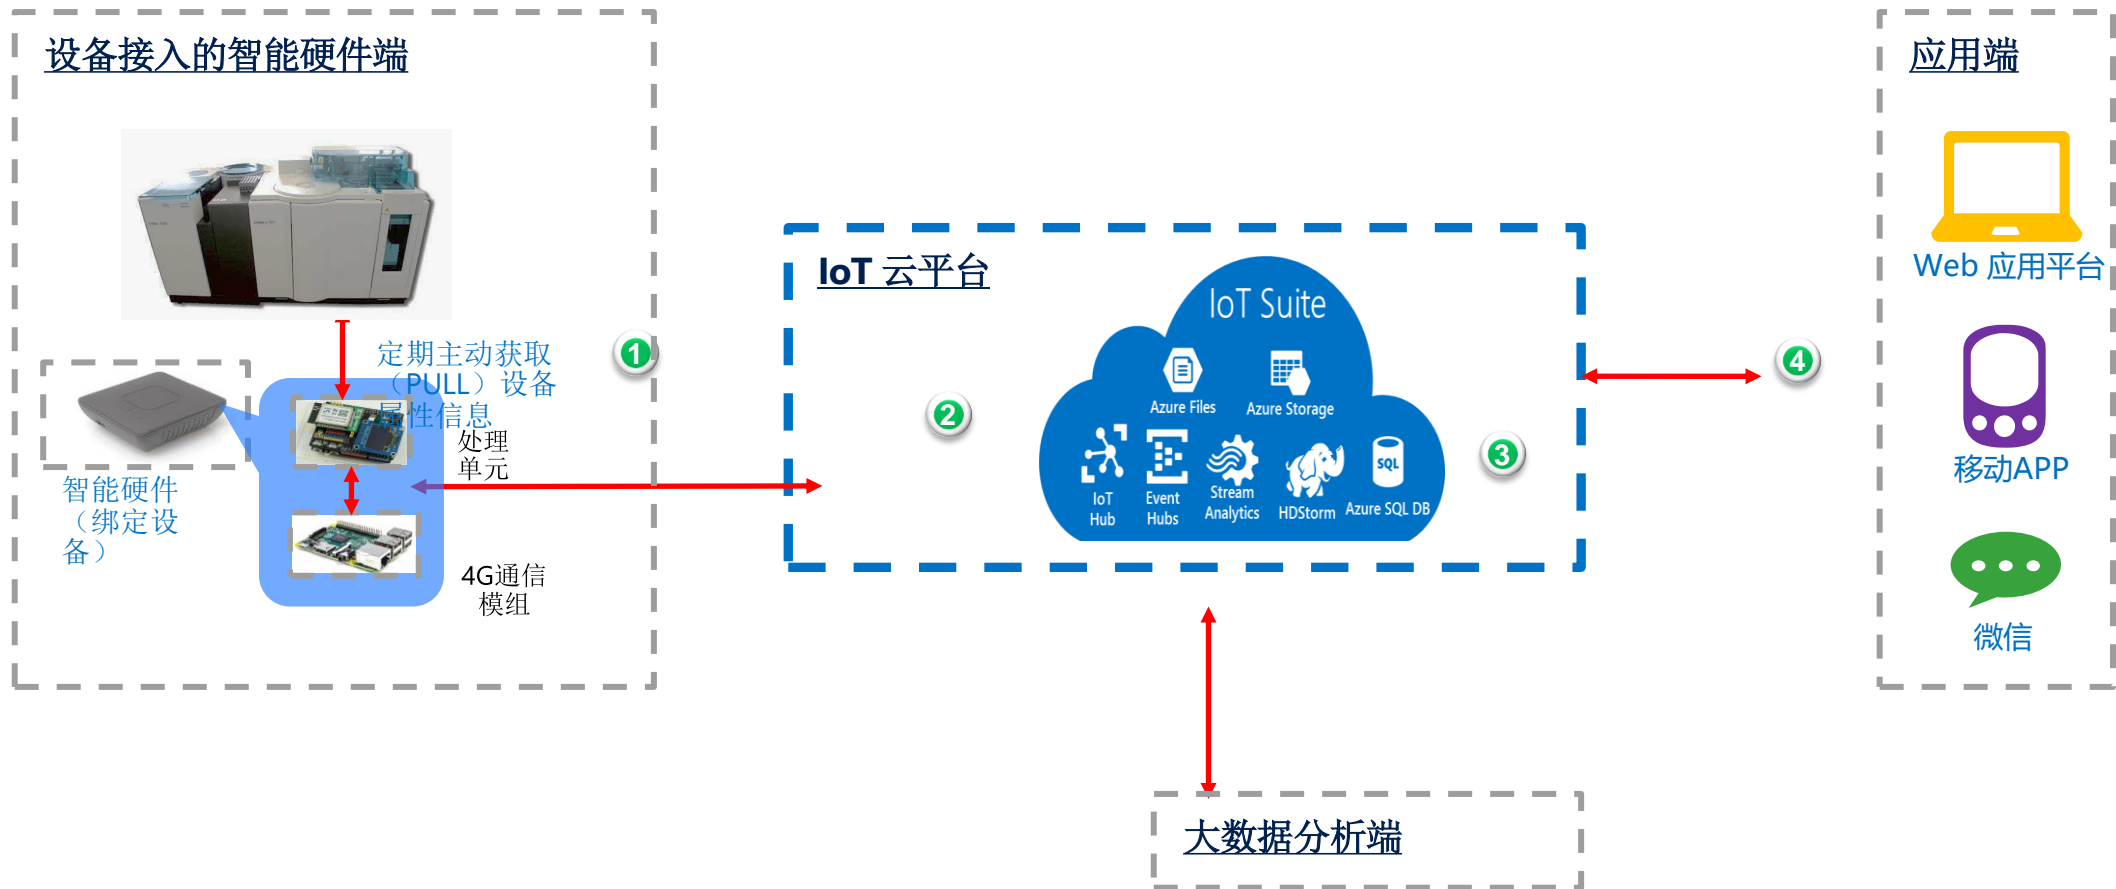 设备接入的智能硬件端
定期主动获取
（PULL）设备
属性信息
1
处理
单元
智能硬件
（绑定设
备）
4G通信
模组
IoT 云平台
2
IoT Suite
Azure Files
Azure Storage
IoT
Hub
Event
Hubs
Stream
Analytics
HDStorm
SQL
Azure SQL DB
3
4
应用端
Web 应用平台
移动APP
微信
大数据分析端